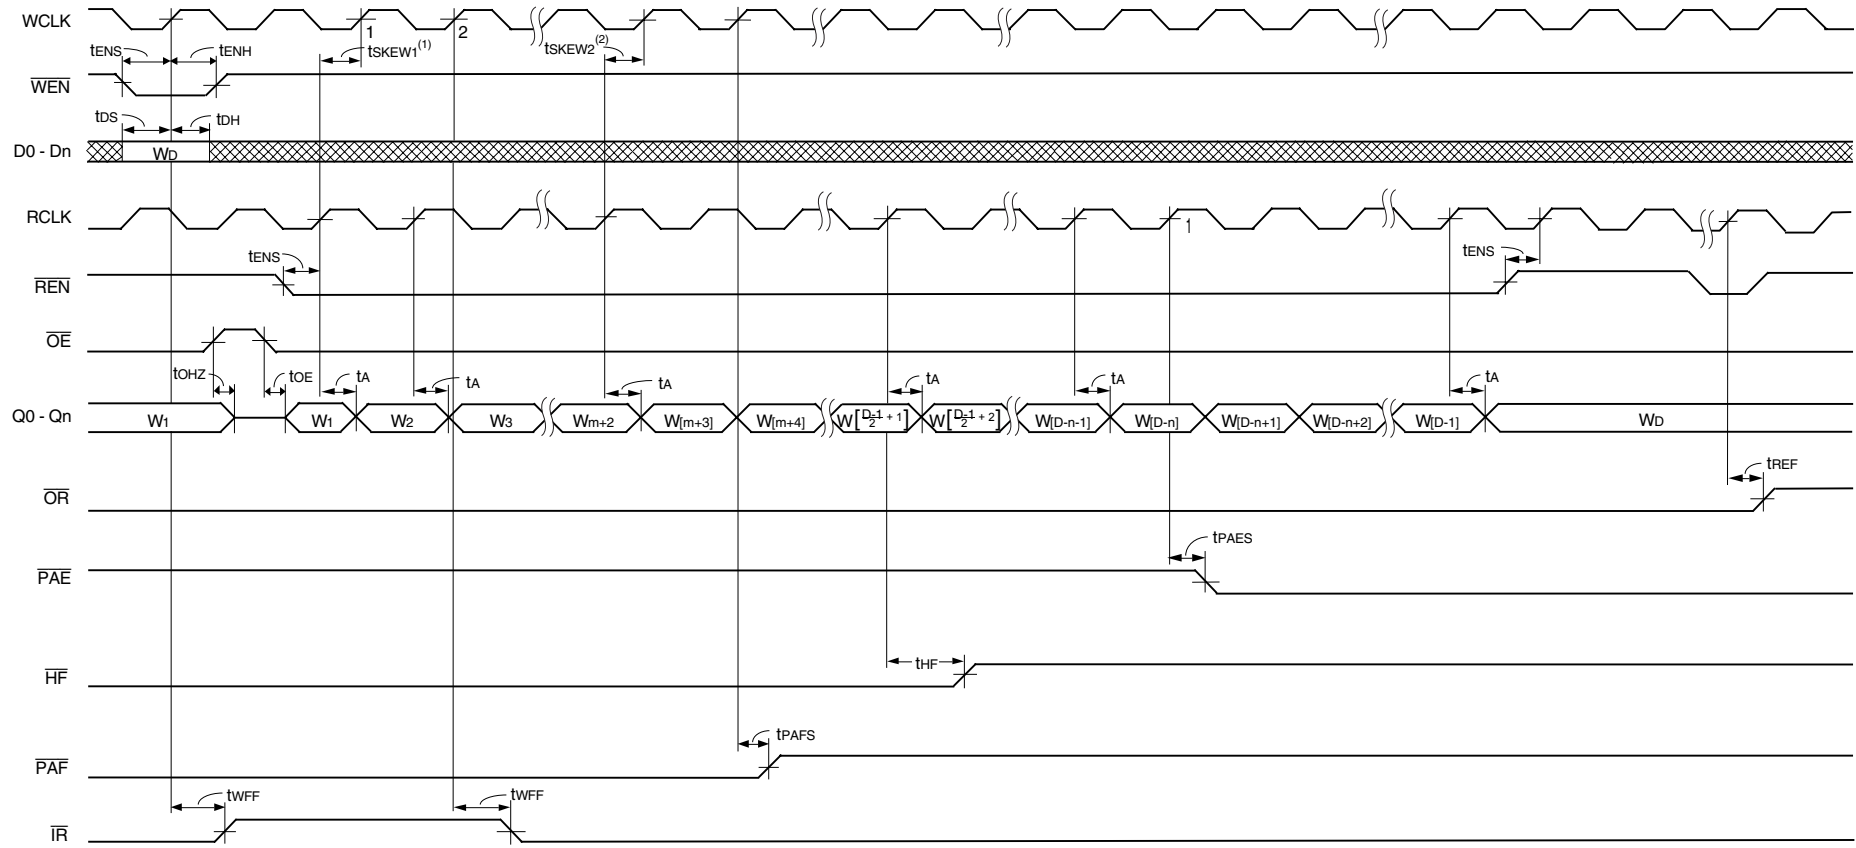 WCLK
1
2
tENS
tENH
tSKEW1(1)
tSKEW2(2)
WEN
tDS
tDH
D0 - Dn
WD
RCLK
1
tENS
tENS
REN
OE
tOHZ
tOE
tA
tA
tA
tA
tA
tA
Q0 - Qn
W1
W1
W2
W3
Wm+2
W[m+3]
W[m+4]
W[D-1/2 + 1]
W[D-1/2 + 2]
W[D-n-1]
W[D-n]
W[D-n+1]
W[D-n+2]
W[D-1]
WD
tREF
OR
tPAES
PAE
tHF
HF
tPAFS
PAF
tWFF
tWFF
IR